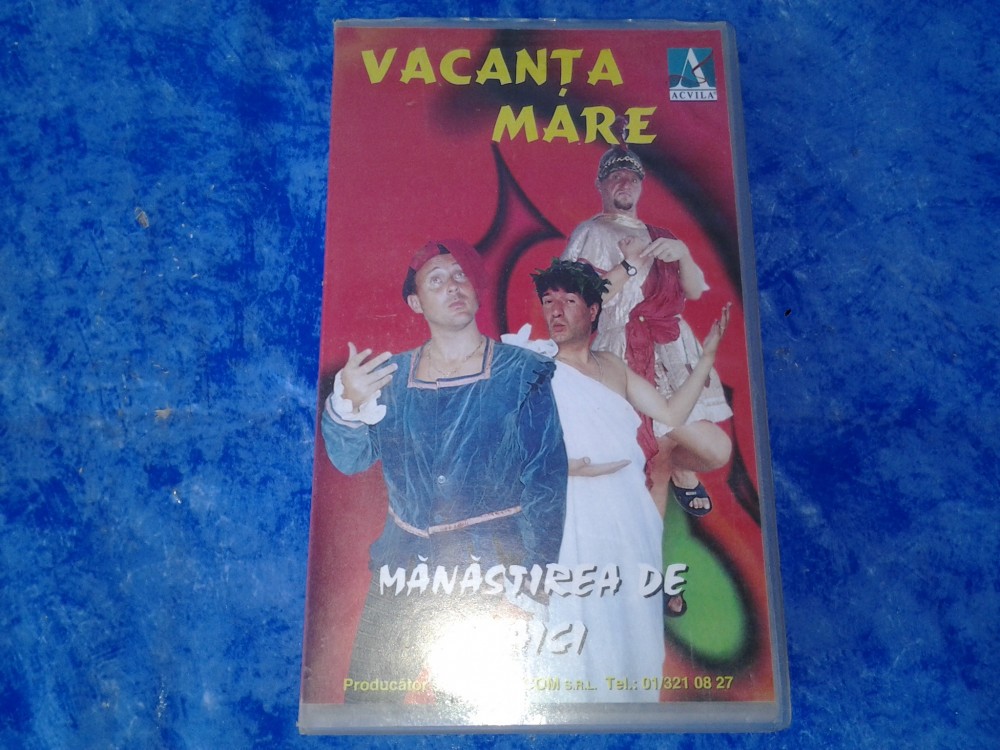 VACANȚA
MARE
ACVILA
MĂNĂSTIREA DE
Producător S.R.L. Tel.: 01/321 08 27